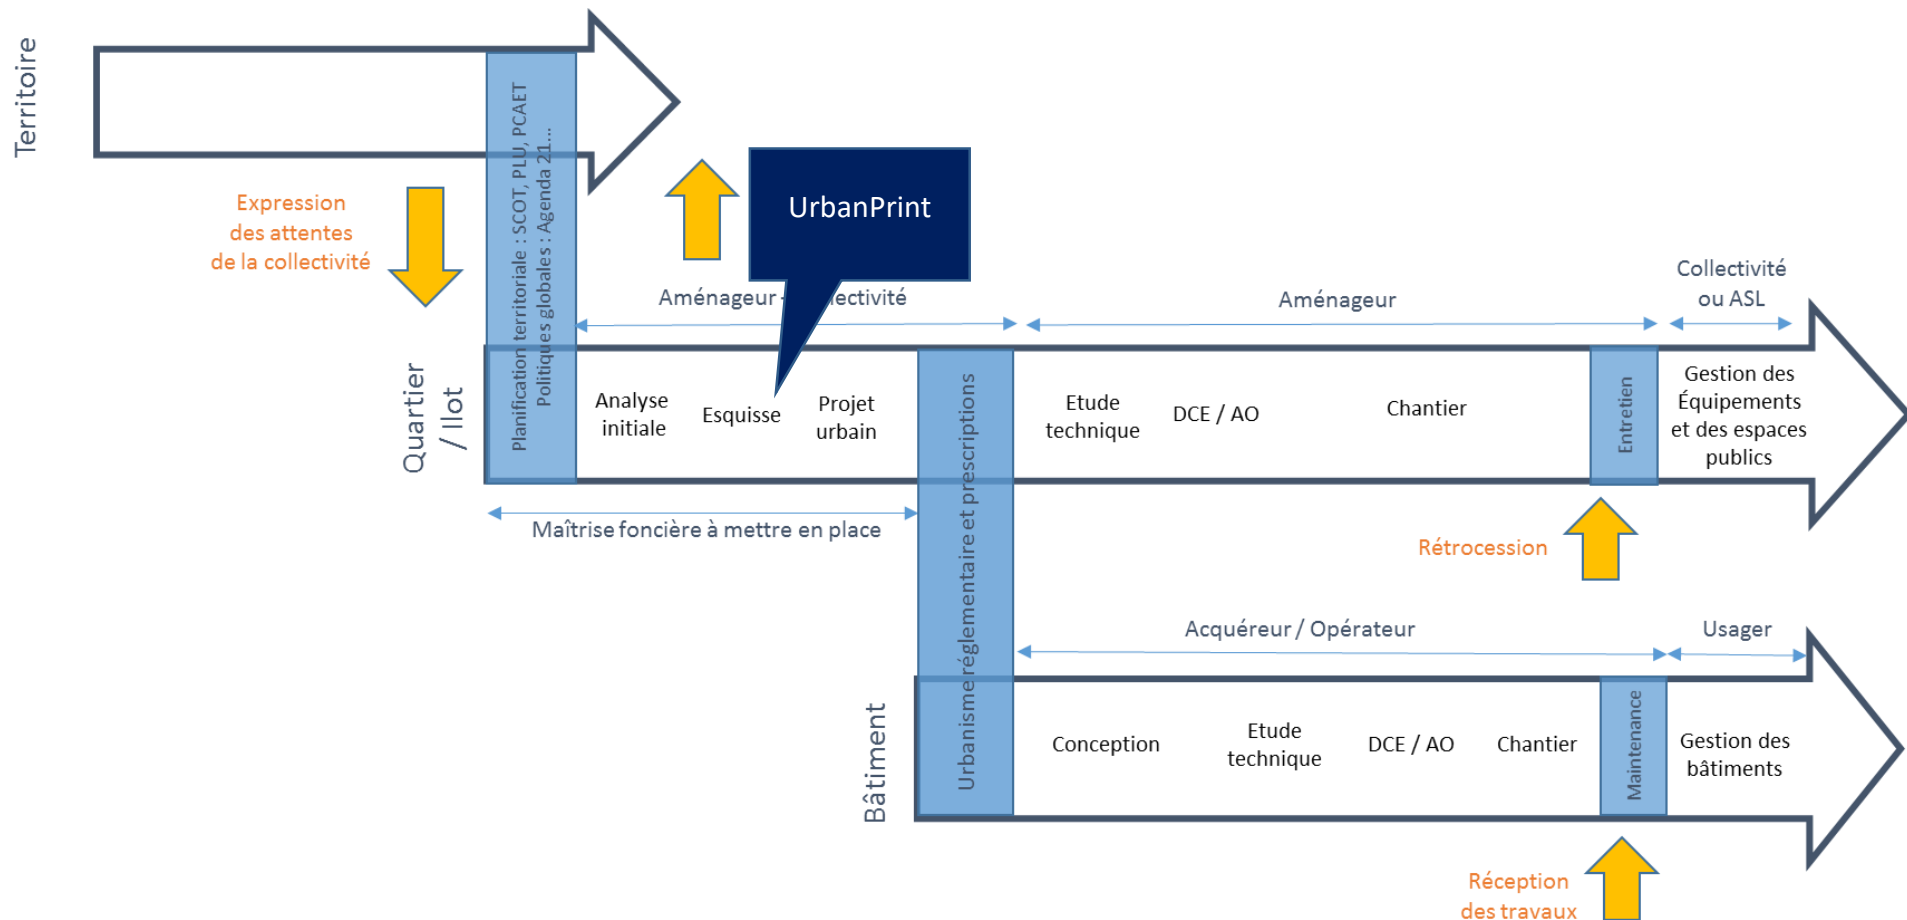 Territoire
Planification territoriale : SCOT, PLU, PCAET
Politiques globales : Agenda 21...
Expression
des attentes
de la collectivité
UrbanPrint
Aménageur -
llectivité
Aménageur
Collectivité
ou ASL
Quartier
/ Ilot
Analyse
initiale
Esquisse
Projet
urbain
Urbanisme réglementaire et prescriptions
Etude
technique
DCE / AO
Chantier
Entretien
Gestion des
Équipements
et des espaces
publics
Maîtrise foncière à mettre en place
Rétrocession
Acquéreur / Opérateur
Usager
Bâtiment
Conception
Etude
technique
DCE / AO
Chantier
Maintenance
Gestion des
bâtiments
Réception
des travaux